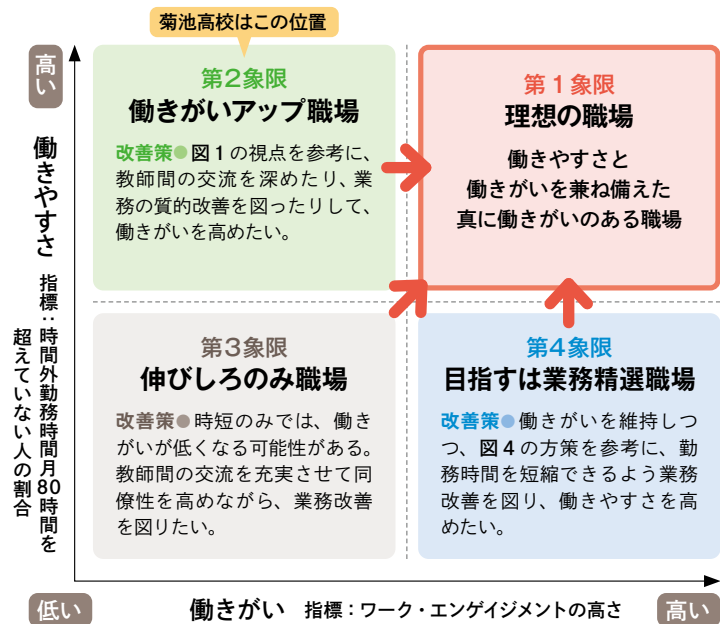 菊池高校はこの位置
高い
働きやすさ
指標：時間外勤務時間月80時間を
超えていない人の割合
第2象限
働きがいアップ職場
改善策●図1の視点を参考に、
教師間の交流を深めたり、業
務の質的改善を図ったりして、
働きがいを高めたい。
第1象限
理想の職場
働きやすさと
働きがいを兼ね備えた
真に働きがいのある職場
第3象限
伸びしろのみ職場
改善策●時短のみでは、働き
がいが低くなる可能性がある。
教師間の交流を充実させて同
僚性を高めながら、業務改善
を図りたい。
第4象限
目指すは業務精選職場
改善策●働きがいを維持しつ
つ、図4の方策を参考に、勤
務時間を短縮できるよう業務
改善を図り、働きやすさを高
めたい。
低い
働きがい 指標：ワーク・エンゲイジメントの高さ
高い